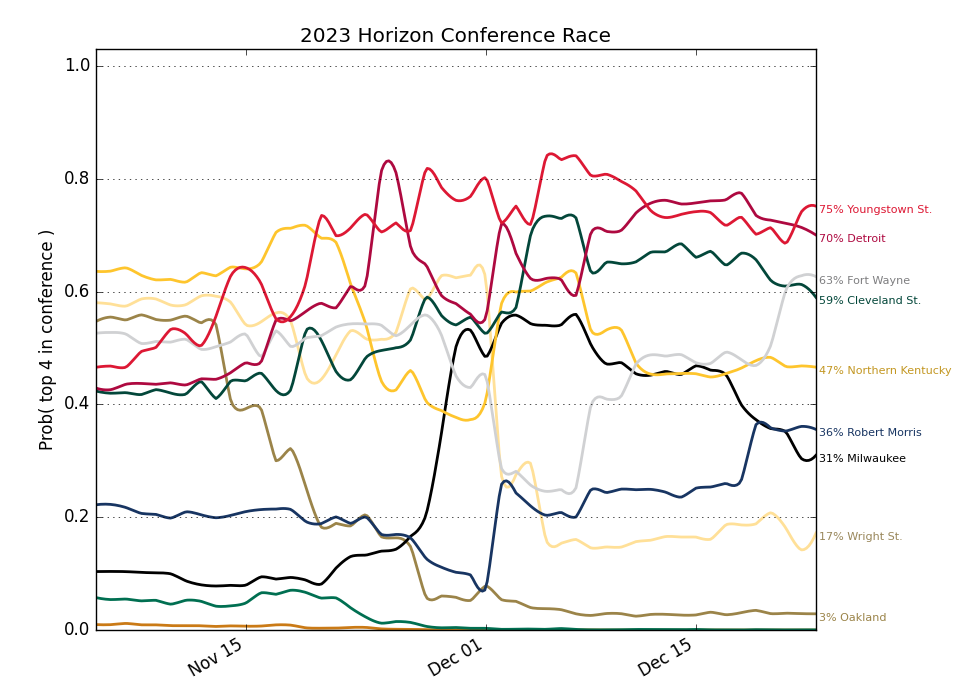 2023 Horizon Conference Race
Prob( top 4 in conference )
1.0
0.8
0.6
0.4
0.2
0.0
Nov 15
Dec 01
Dec 15
75% Youngstown St.
70% Detroit
63% Fort Wayne
59% Cleveland St.
47% Northern Kentucky
36% Robert Morris
31% Milwaukee
17% Wright St.
3% Oakland